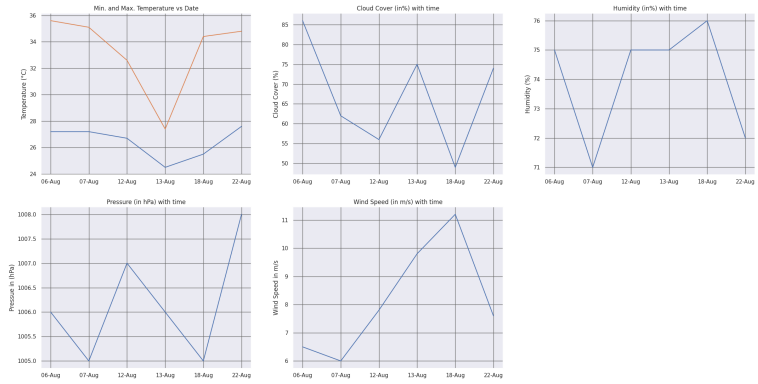 Min. and Max. Temperature vs Date
Temperature (°C)
36
34
32
30
28
26
24
06-Aug 07-Aug 12-Aug 13-Aug 18-Aug 22-Aug
Cloud Cover (in%) with time
Cloud Cover (%)
85
80
75
70
65
60
55
50
06-Aug 07-Aug 12-Aug 13-Aug 18-Aug 22-Aug
Humidity (in%) with time
Humidity (%)
76
75
74
73
72
71
06-Aug 07-Aug 12-Aug 13-Aug 18-Aug 22-Aug
Pressure (in hPa) with time
Pressue in (hPa)
1008.0
1007.5
1007.0
1006.5
1006.0
1005.5
1005.0
06-Aug 07-Aug 12-Aug 13-Aug 18-Aug 22-Aug
Wind Speed (in m/s) with time
Wind Speed in m/s
11
10
9
8
7
6
06-Aug 07-Aug 12-Aug 13-Aug 18-Aug 22-Aug